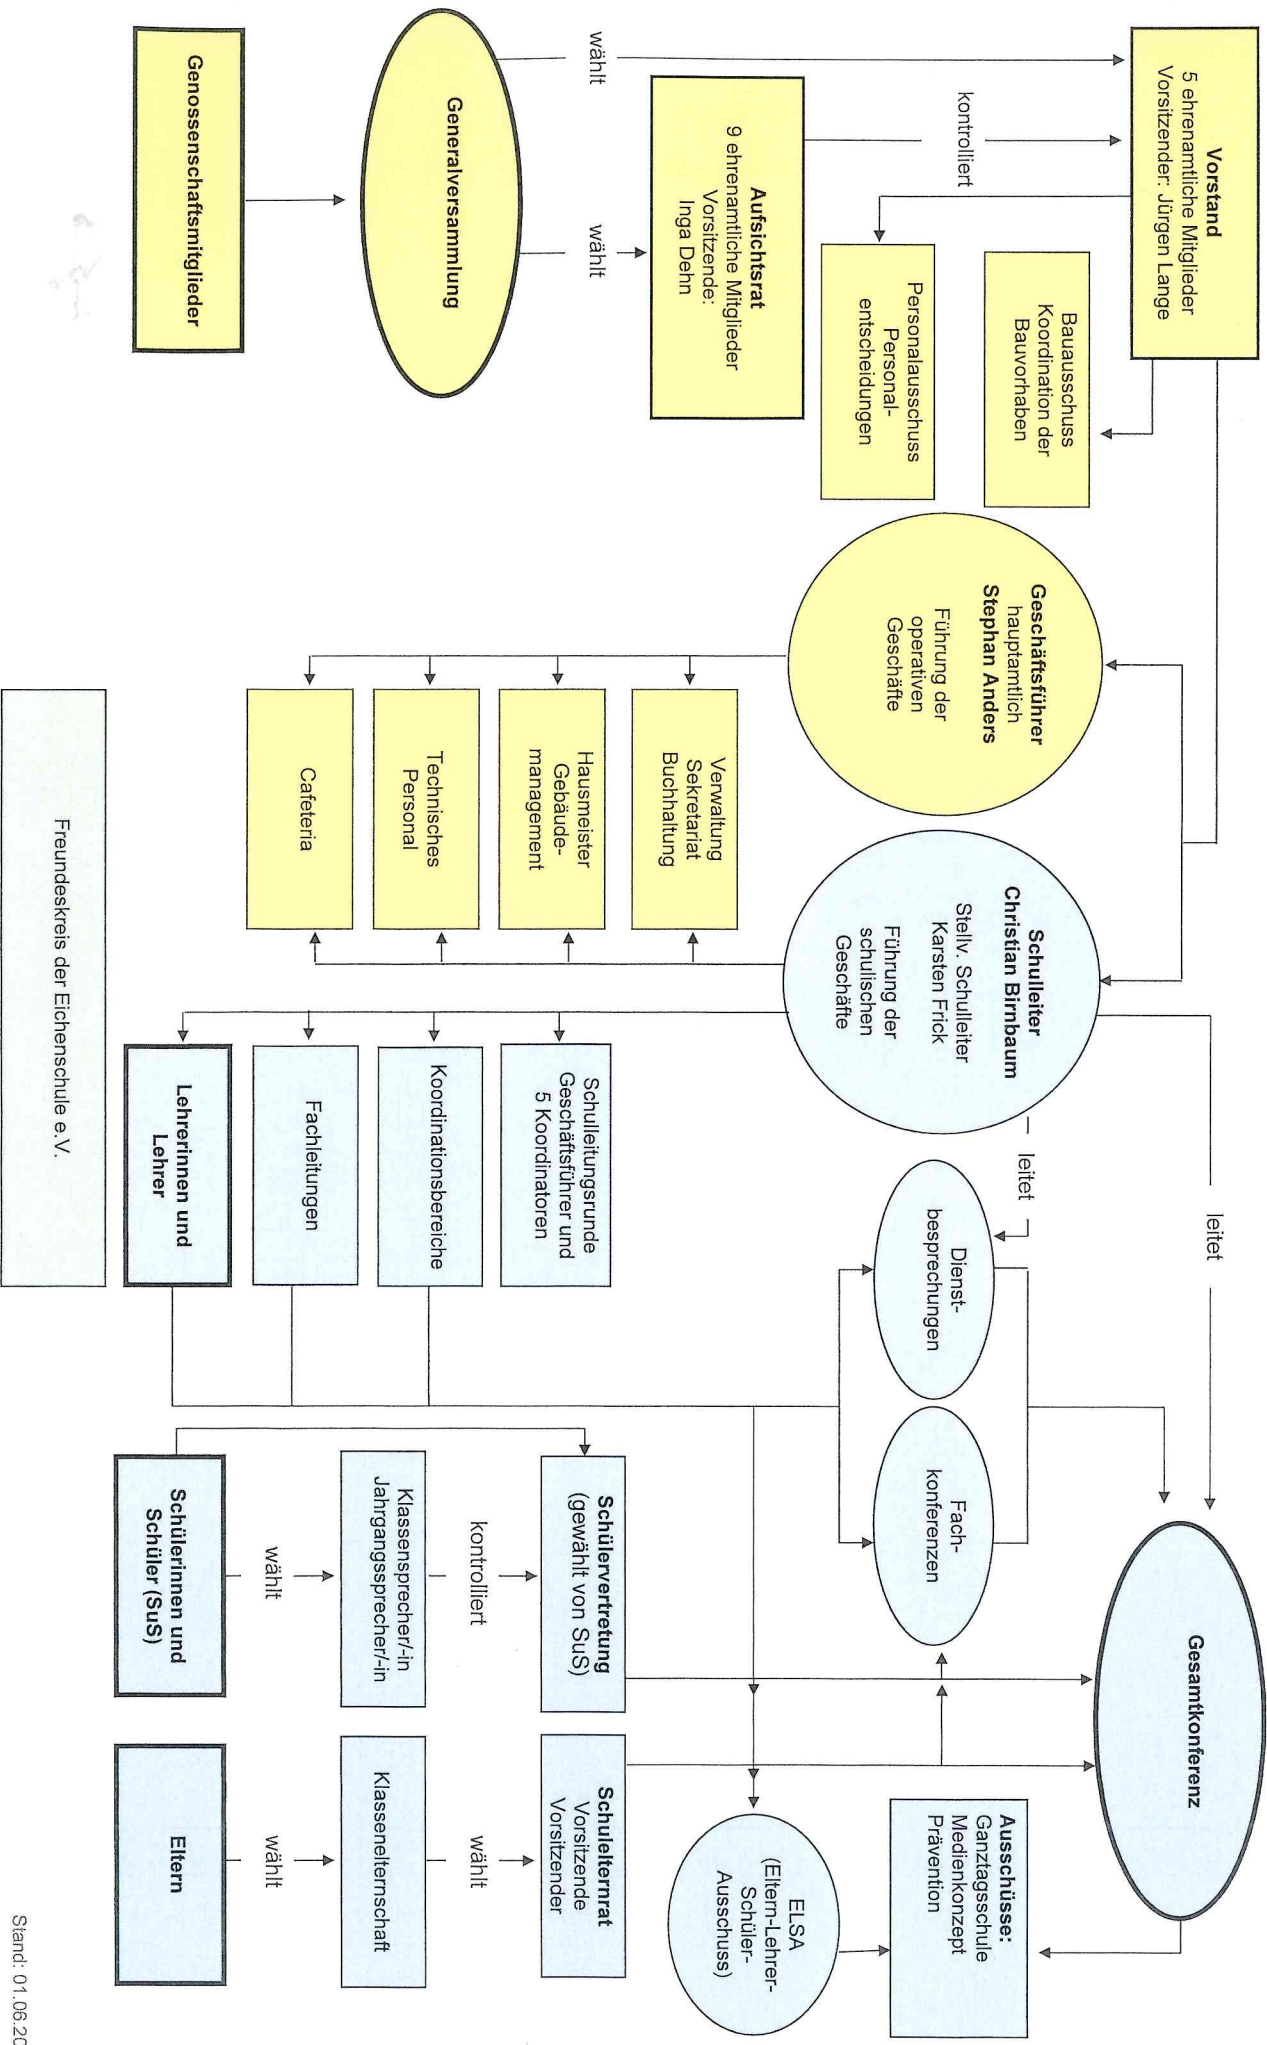 Vorstand
5 ehrenamtliche Mitglieder
Vorsitzender: Jürgen Lange
wählt
kontrolliert
Aufsichtsrat
9 ehrenamtliche Mitglieder
Vorsitzende:
Inga Dehn
wählt
Generalversammlung
Genossenschaftsmitglieder
Bauausschuss
Koordination der
Bauvorhaben
Personalausschuss
Personal-
entscheidungen
Geschäftsführer
hauptamtlich
Stephan Anders
Führung der
operativen
Geschäfte
Verwaltung
Sekretariat
Buchhaltung
Hausmeister
Gebäude-
management
Technisches
Personal
Cafeteria
Schulleiter
Christian Birnbaum
Stellv. Schulleiter
Karsten Frick
Führung der
schulischen
Geschäfte
Schulleitungsrunde
Geschäftsführer und
5 Koordinatoren
Koordinationsbereiche
Fachleitungen
Lehrerinnen und
Lehrer
leitet
leitet
Dienst-
besprechungen
Fach-
konferenzen
Gesamtkonferenz
Ausschüsse:
Ganztagsschule
Medienkonzept
Prävention
ELSA
(Eltern-Lehrer-
Schüler-
Ausschuss)
Schülervertretung
(gewählt von SuS)
kontrolliert
Klassensprecher/-in
Jahrgangssprecher/-in
wählt
Schülerinnen und
Schüler (SuS)
Schulelternrat
Vorsitzende
Vorsitzender
wählt
Klassenelternschaft
wählt
Eltern
Freundeskreis der Eichenschule e.V.
Stand: 01.06.20